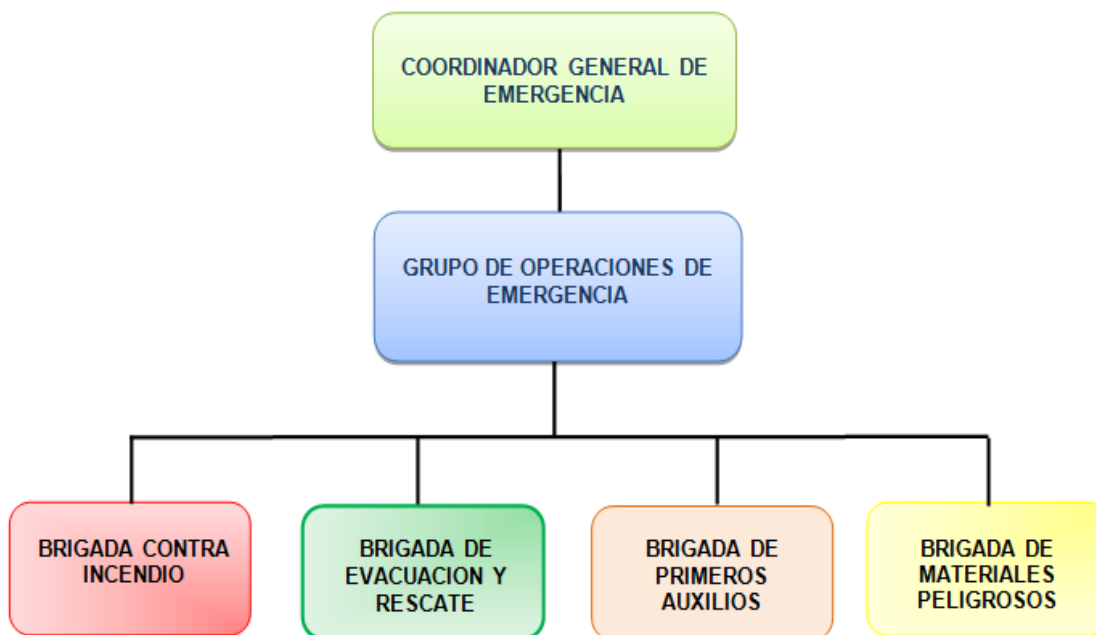 COORDINADOR GENERAL DE
EMERGENCIA
GRUPO DE OPERACIONES DE
EMERGENCIA
BRIGADA CONTRA
INCENDIO
BRIGADA DE
EVACUACION Y
RESCATE
BRIGADA DE
PRIMEROS
AUXILIOS
BRIGADA DE
MATERIALES
PELIGROSOS